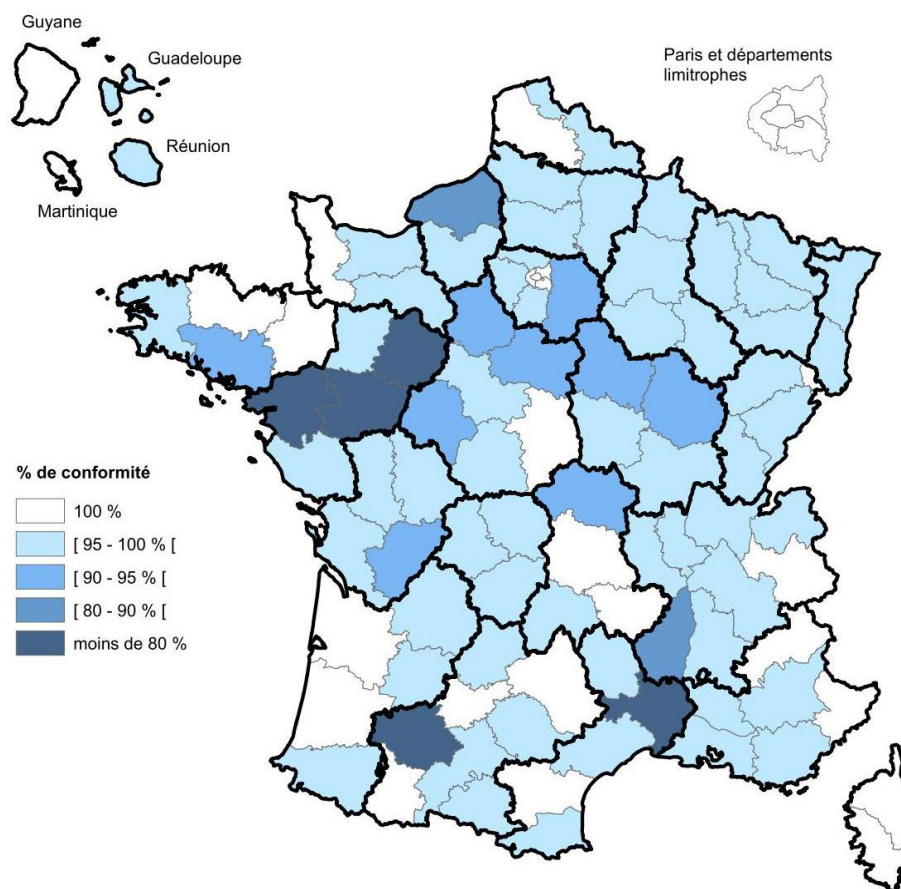 Guyane
Guadeloupe
Réunion
Martinique
Paris et départements
limitrophes
% de conformité
100 %
[ 95 - 100 % [
[ 90 - 95 % [
[ 80 - 90 % [
moins de 80 %